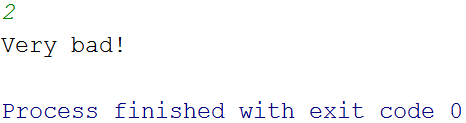 2
Very bad!
Process finished with exit code 0